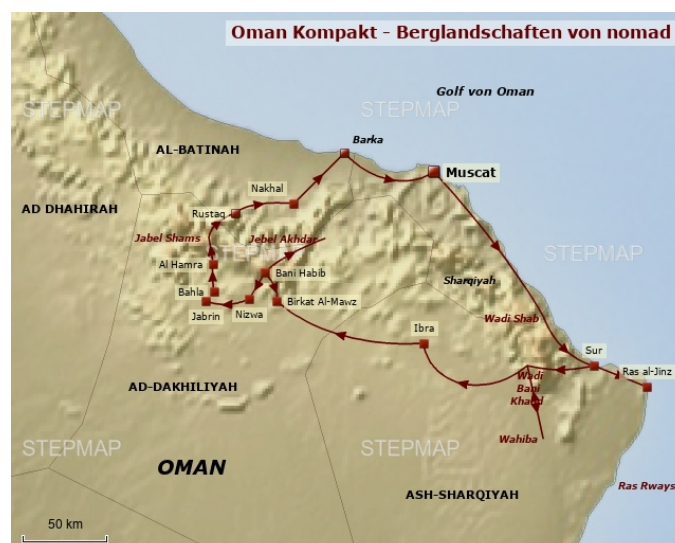 Oman Kompakt - Berglandschaften von nomad
STEPMAP
STEPMAP
Golf von Oman
Barka
AL-BATINAH
Muscat
Nakhal
AD DHAHIRAH
Rustaq
Jabel Shams
Jebel Akhdar
TEPMAP
STEPMAP
Al Hamra
Bani Habib
Sharqiyah
Bahla
Jabrin
Nizwa
Birkat Al-Mawz
Wadi Shab
Ibra
Sur
Ras al-Jinz
Wadi
Bani
Khalid
AD-DAKHILIYAH
Wahiba
STEPMAP
STEPMAP
OMAN
ASH-SHARQIYAH
Ras Rways
50 km